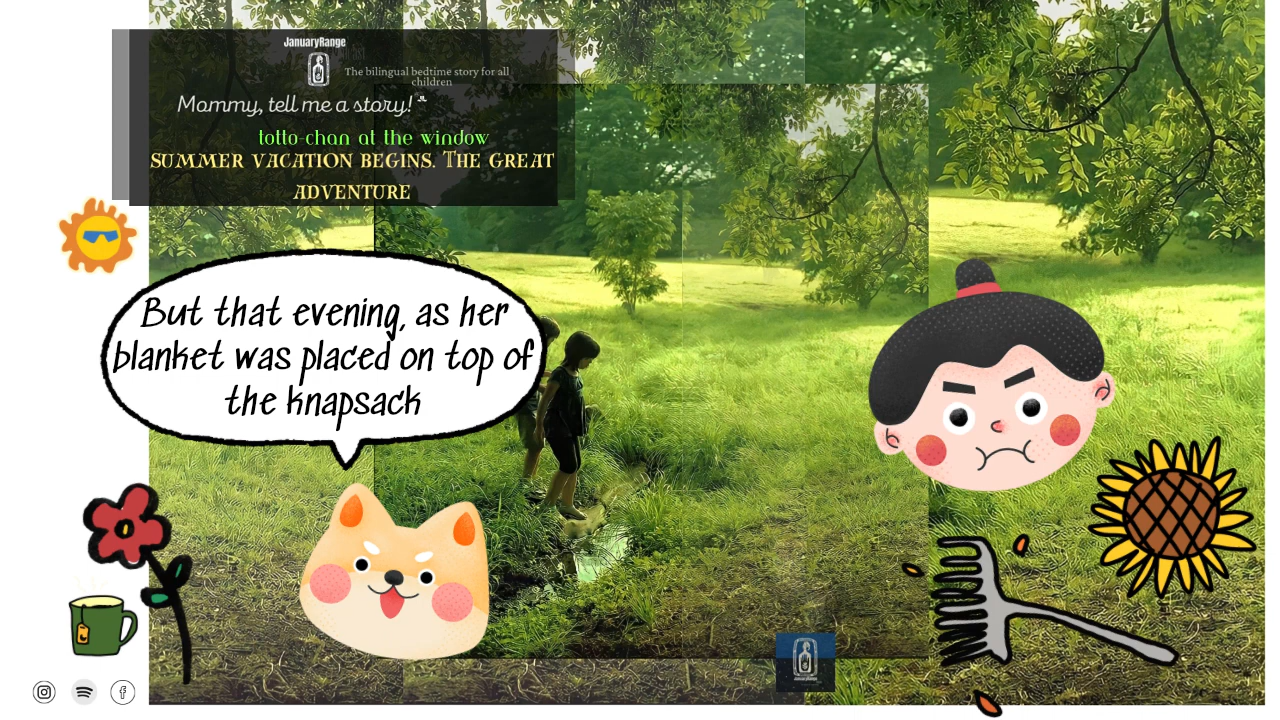 JanuaryRange
The bilingual bedtime story for all
children
Mommy, tell me a story!
totto-chan at the window
SUMMER VACATION BEGINS. THE GREAT
ADVENTURE
But that evening, as her
blanket was placed on top of
the knapsack